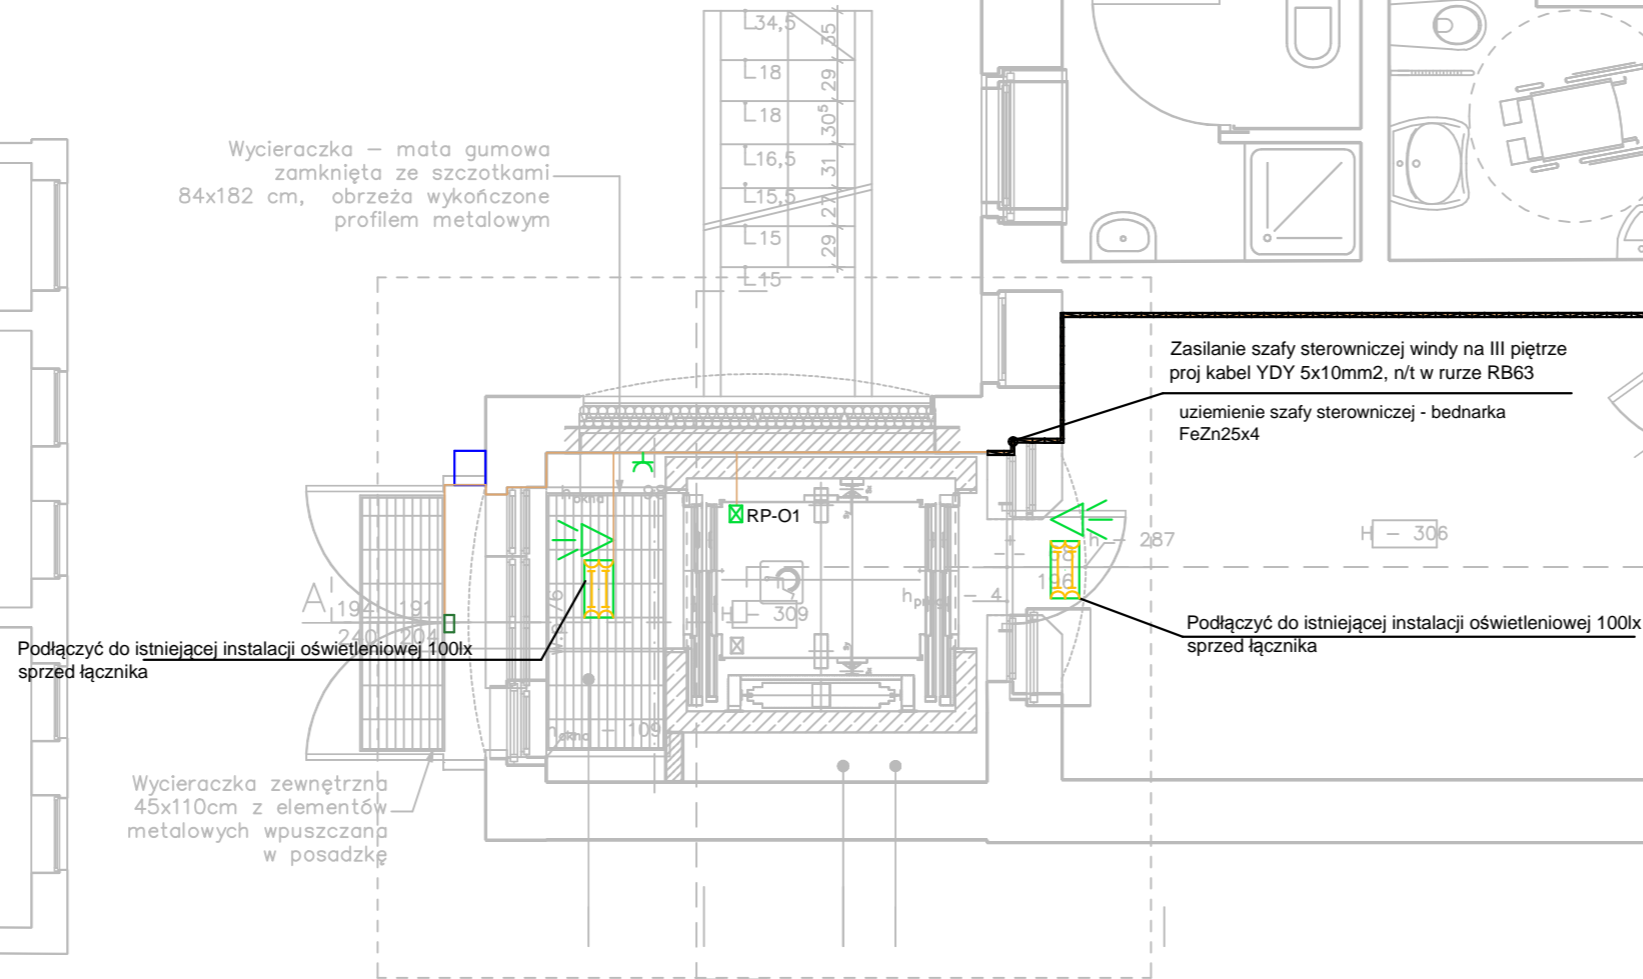 L34,5
35
L18
29
L18
30⁵
L16,5
31
L15,5
27
L15
29
L15
Wycieraczka – mata gumowa
zamknięta ze szczotkami
84x182 cm, obrzeża wykończone
profilem metalowym
Zasilanie szafy sterowniczej windy na III piętrze
proj kabel YDY 5x10mm2, n/t w rurze RB63
uziemienie szafy sterowniczej - bednarka
FeZn25x4
RP-O1
H – 306
h – 287
196
H – 309
– 4
A'
194 191
240 204
Podłączyć do istniejącej instalacji oświetleniowej 100lx
sprzed łącznika
Podłączyć do istniejącej instalacji oświetleniowej 100lx
sprzed łącznika
hokna – 109
Wycieraczka zewnętrzna
45x110cm z elementów
metalowych wpuszczana
w posadzkę